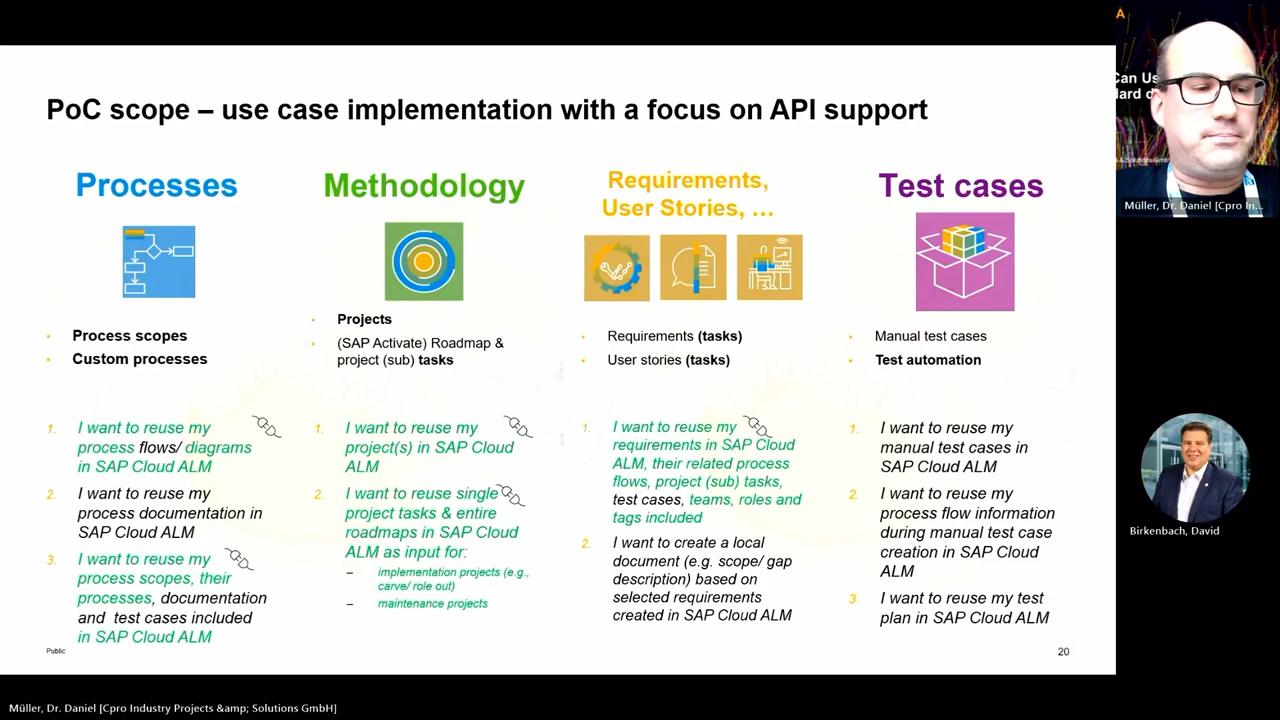 PoC scope – use case implementation with a focus on API support
Processes
Process scopes
Custom processes
1. I want to reuse my
process flows/ diagrams
in SAP Cloud ALM
2. I want to reuse my
process documentation in
SAP Cloud ALM
3. I want to reuse my
process scopes, their
processes, documentation
and test cases included
in SAP Cloud ALM
Methodology
Projects
(SAP Activate) Roadmap &
project (sub) tasks
1. I want to reuse my
project(s) in SAP Cloud
ALM
2. I want to reuse single
project tasks & entire
roadmaps in SAP Cloud
ALM as input for:
– implementation projects (e.g.,
carve/ role out)
– maintenance projects
Requirements,
User Stories, …
Requirements (tasks)
User stories (tasks)
1. I want to reuse my
requirements in SAP Cloud
ALM, their related process
flows, project (sub) tasks,
test cases, teams, roles and
tags included
2. I want to create a local
document (e.g. scope/ gap
description) based on
selected requirements
created in SAP Cloud ALM
Test cases
Manual test cases
Test automation
1. I want to reuse my
manual test cases in
SAP Cloud ALM
2. I want to reuse my
process flow information
during manual test case
creation in SAP Cloud
ALM
3. I want to reuse my test
plan in SAP Cloud ALM
Public
20
A
Can Us
Müller, Dr. Daniel [Cpro In...
Birkenbach, David
Müller, Dr. Daniel [Cpro Industry Projects &amp; Solutions GmbH]